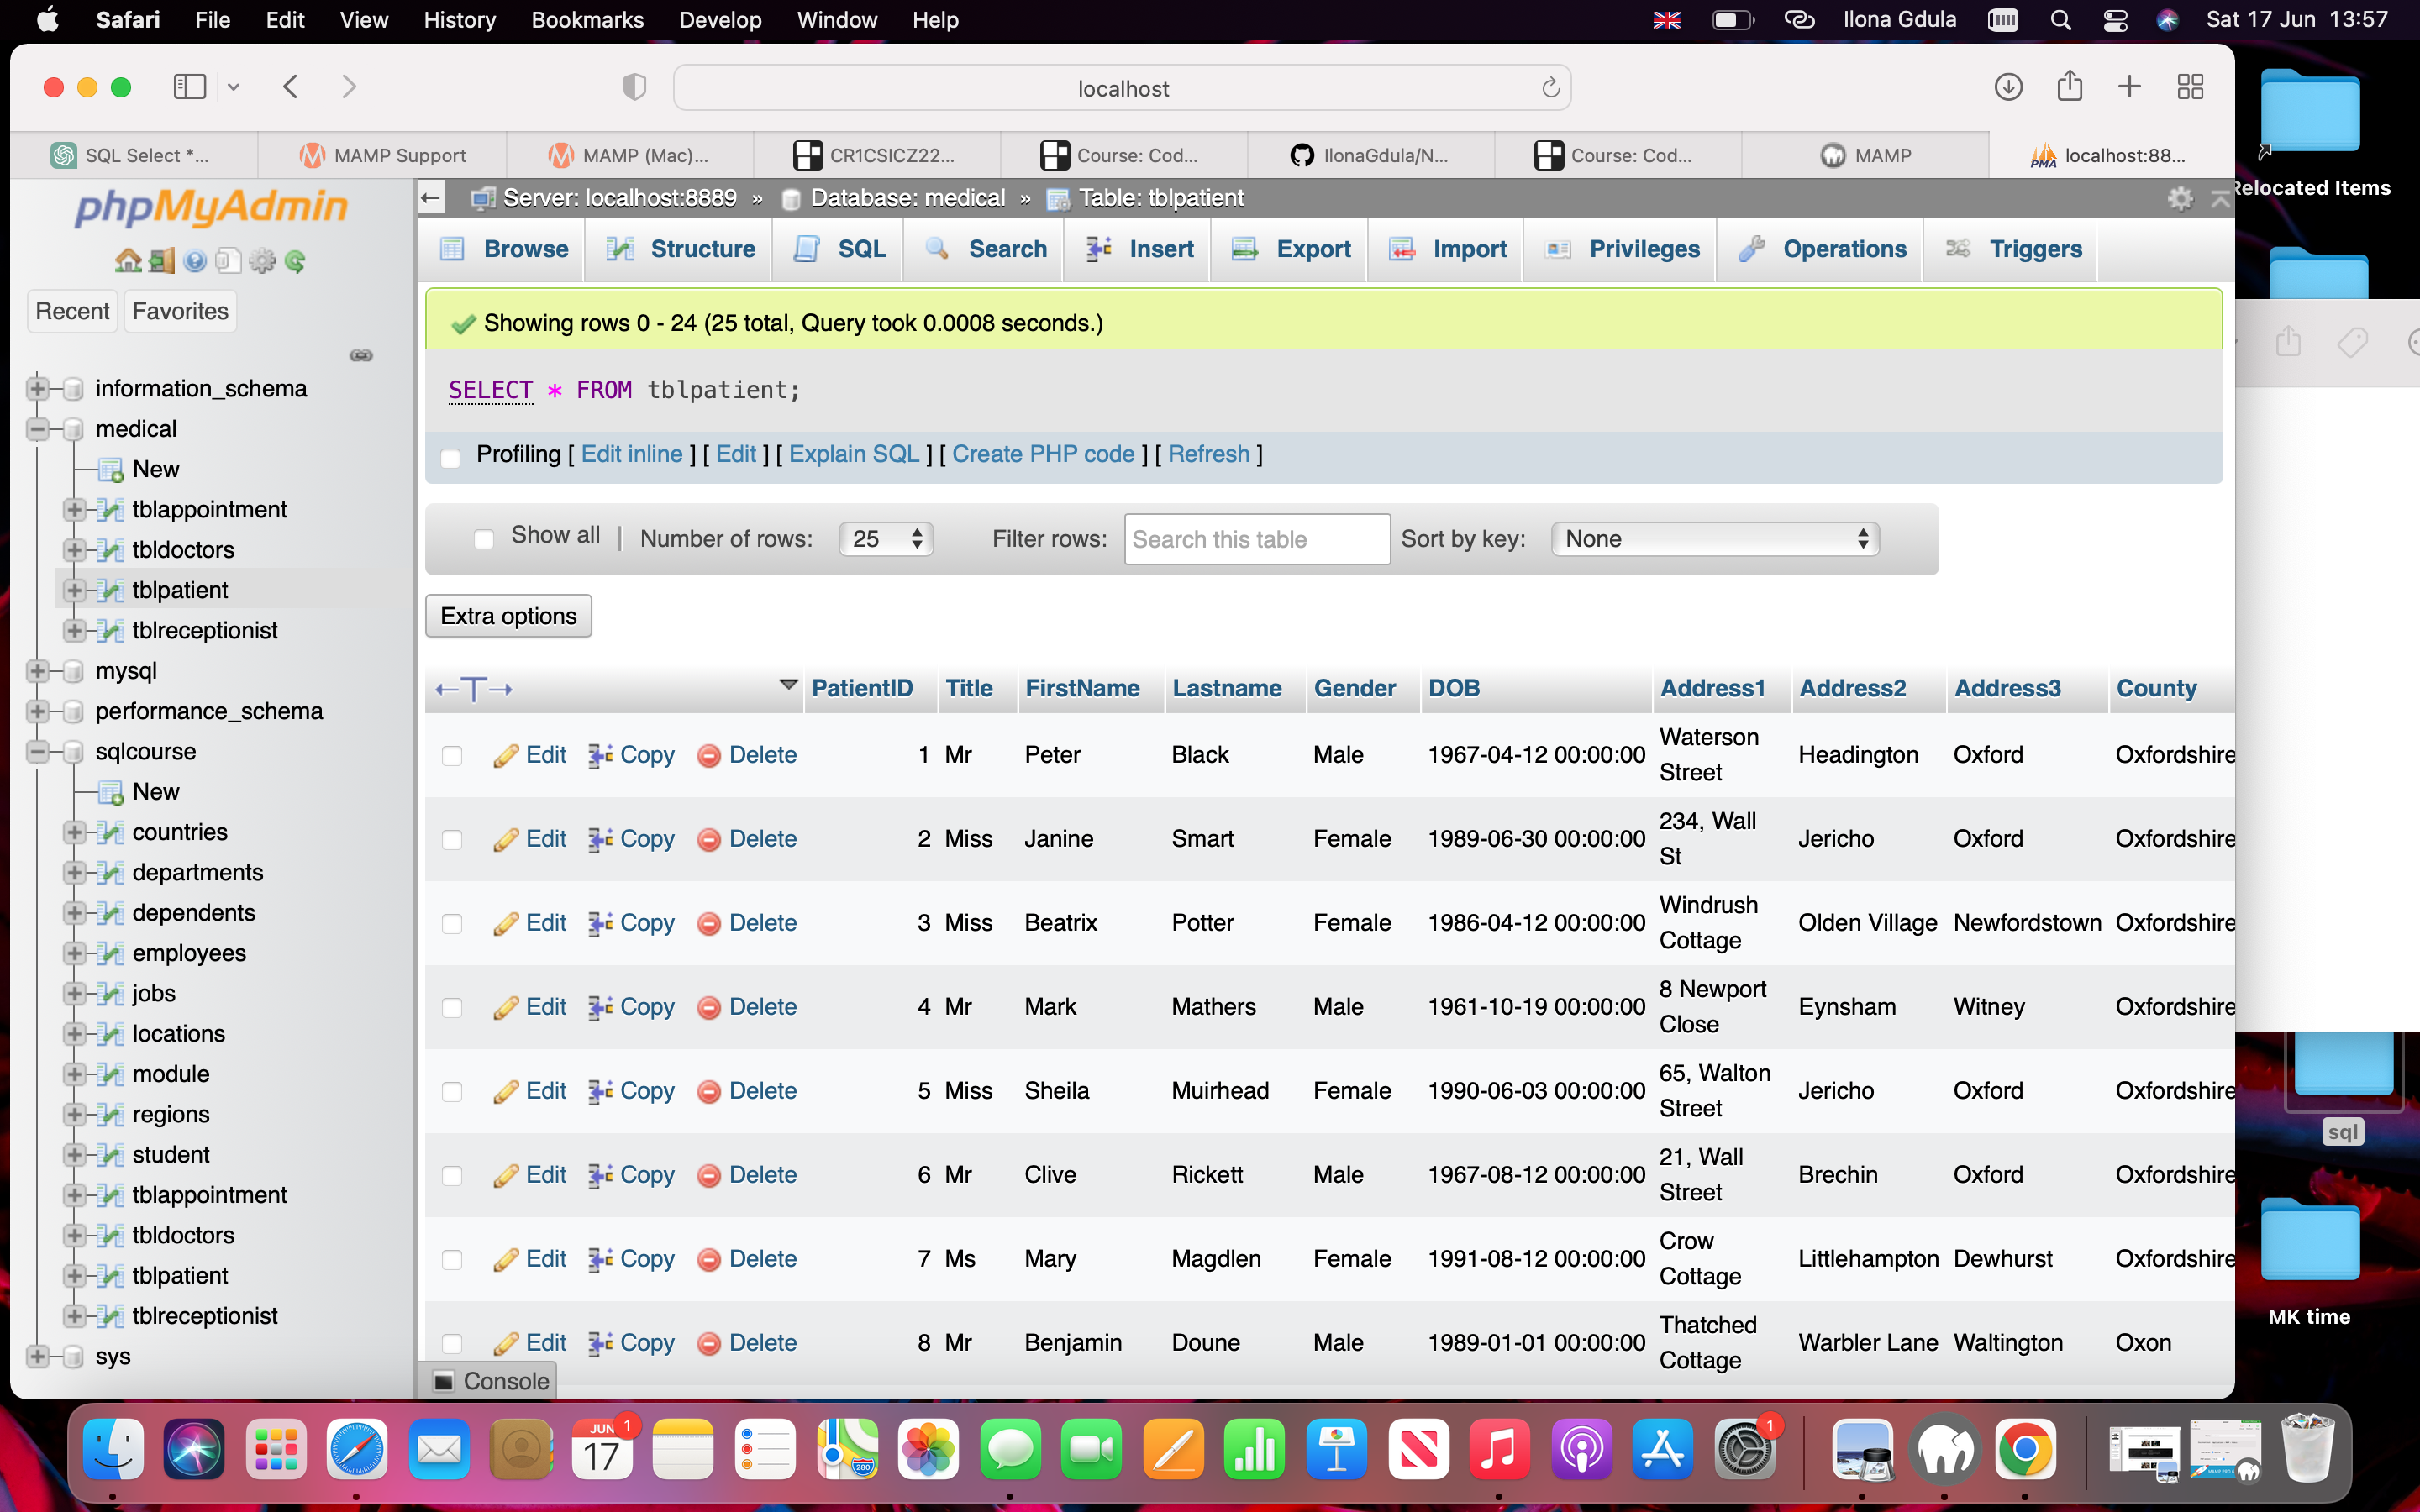 Safari File Edit View History Bookmarks Develop Window Help Ilona Gdula Sat 17 Jun 13:57
localhost
SQL Select *... MAMP Support MAMP (Mac)... CR1CSICZ22... Course: Cod... IlonaGdula/N... Course: Cod... MAMP PMA localhost:88...
Relocated Items
phpMyAdmin
Recent Favorites
information_schema
medical
New
tblappointment
tbldoctors
tblpatient
tblreceptionist
mysql
performance_schema
sqlcourse
New
countries
departments
dependents
employees
jobs
locations
module
regions
student
tblappointment
tbldoctors
tblpatient
tblreceptionist
sys
Server: localhost:8889 » Database: medical » Table: tblpatient
Browse Structure SQL Search Insert Export Import Privileges Operations Triggers
Showing rows 0 - 24 (25 total, Query took 0.0008 seconds.)
SELECT * FROM tblpatient;
Profiling [ Edit inline ] [ Edit ] [ Explain SQL ] [ Create PHP code ] [ Refresh ]
Show all | Number of rows: 25 Filter rows: Search this table Sort by key: None
Extra options
←T→ PatientID Title FirstName Lastname Gender DOB Address1 Address2 Address3 County
Edit Copy Delete 1 Mr Peter Black Male 1967-04-12 00:00:00 Waterson Street Headington Oxford Oxfordshire
Edit Copy Delete 2 Miss Janine Smart Female 1989-06-30 00:00:00 234, Wall St Jericho Oxford Oxfordshire
Edit Copy Delete 3 Miss Beatrix Potter Female 1986-04-12 00:00:00 Windrush Cottage Olden Village Newfordstown Oxfordshire
Edit Copy Delete 4 Mr Mark Mathers Male 1961-10-19 00:00:00 8 Newport Close Eynsham Witney Oxfordshire
Edit Copy Delete 5 Miss Sheila Muirhead Female 1990-06-03 00:00:00 65, Walton Street Jericho Oxford Oxfordshire
Edit Copy Delete 6 Mr Clive Rickett Male 1967-08-12 00:00:00 21, Wall Street Brechin Oxford Oxfordshire
Edit Copy Delete 7 Ms Mary Magdlen Female 1991-08-12 00:00:00 Crow Cottage Littlehampton Dewhurst Oxfordshire
Edit Copy Delete 8 Mr Benjamin Doune Male 1989-01-01 00:00:00 Thatched Cottage Warbler Lane Waltington Oxon
Console
sql
MK time
JUN 17 1
280
1